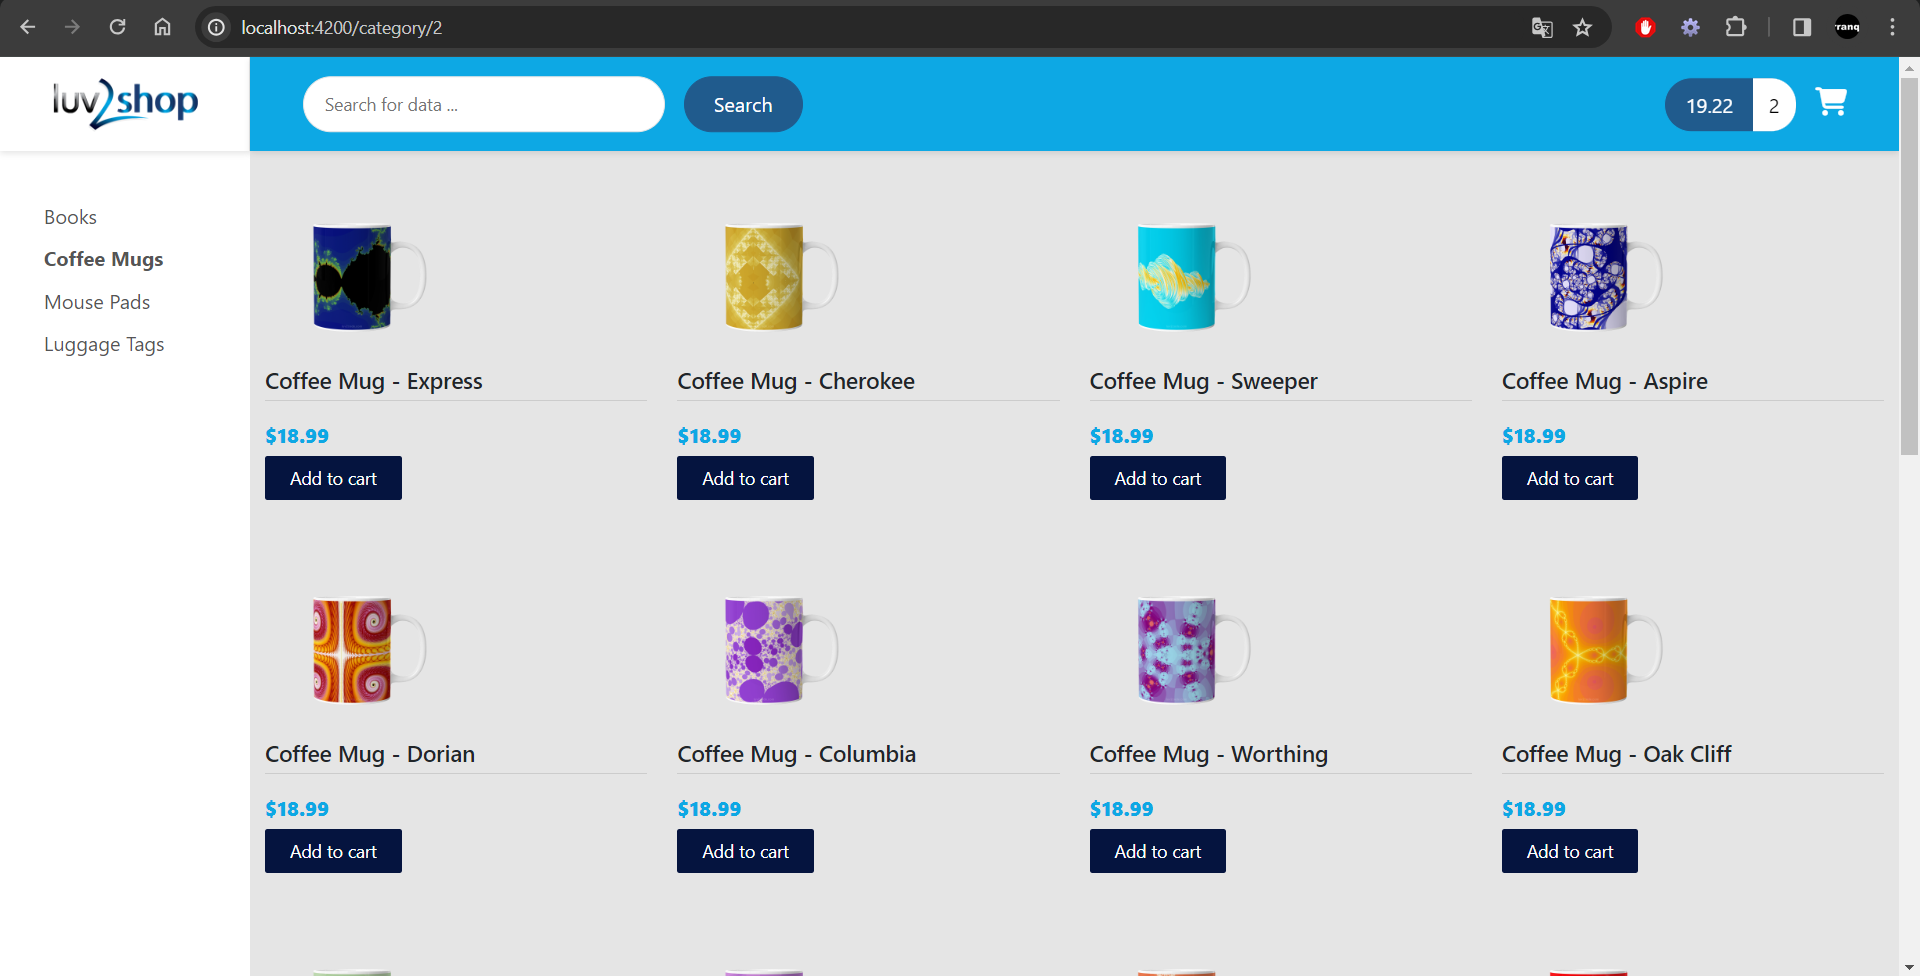 localhost:4200/category/2
luv2shop
Search for data ...
Search
19.22
2
Books
Coffee Mugs
Mouse Pads
Luggage Tags
Coffee Mug - Express
$18.99
Add to cart
Coffee Mug - Cherokee
$18.99
Add to cart
Coffee Mug - Sweeper
$18.99
Add to cart
Coffee Mug - Aspire
$18.99
Add to cart
Coffee Mug - Dorian
$18.99
Add to cart
Coffee Mug - Columbia
$18.99
Add to cart
Coffee Mug - Worthing
$18.99
Add to cart
Coffee Mug - Oak Cliff
$18.99
Add to cart